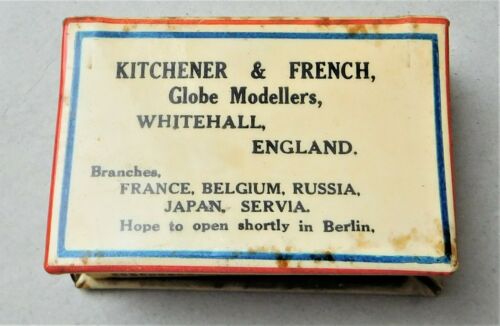 KITCHENER & FRENCH,
Globe Modellers,
WHITEHALL,
ENGLAND.
Branches,
FRANCE, BELGIUM, RUSSIA,
JAPAN, SERVIA.
Hope to open shortly in Berlin,